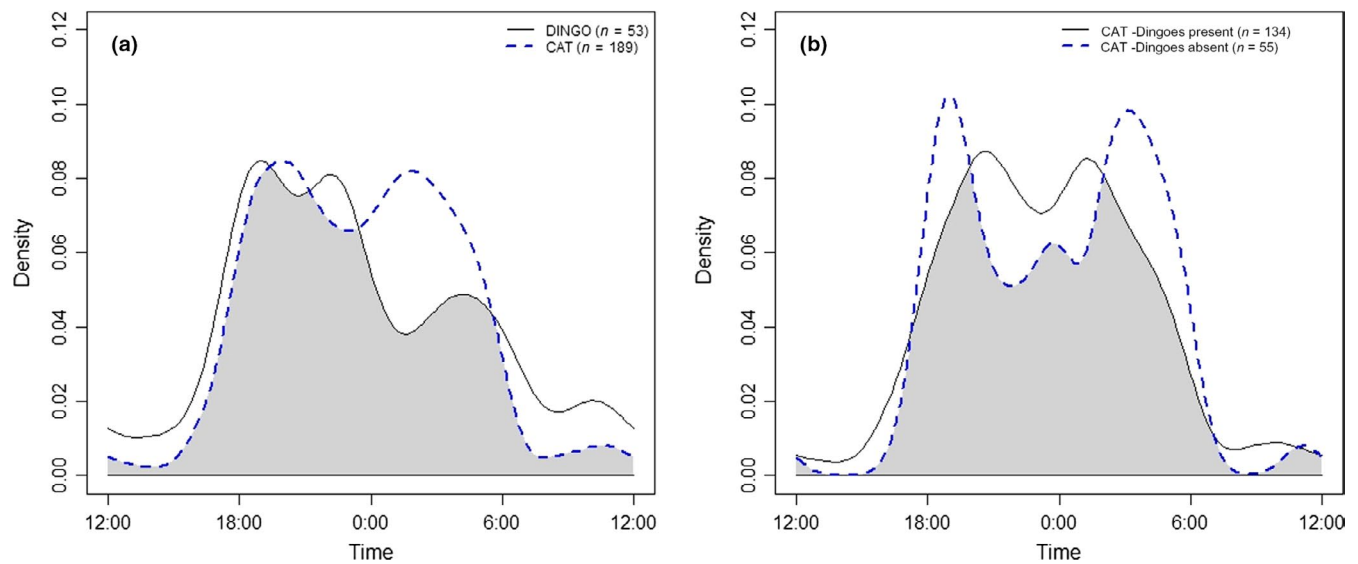 (a)
DINGO (n = 53)
CAT (n = 189)
Density
0.12
0.10
0.08
0.06
0.04
0.02
0.00
12:00 18:00 0:00 6:00 12:00
Time
(b)
CAT -Dingoes present (n = 134)
CAT -Dingoes absent (n = 55)
Density
0.12
0.10
0.08
0.06
0.04
0.02
0.00
12:00 18:00 0:00 6:00 12:00
Time